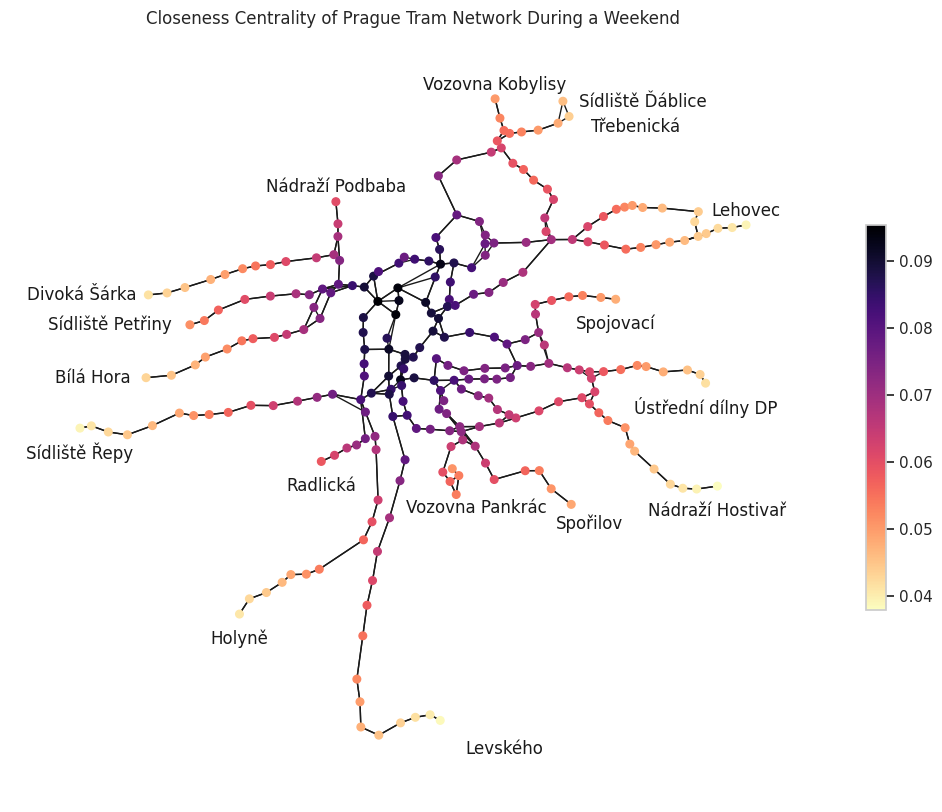 Closeness Centrality of Prague Tram Network During a Weekend
Vozovna Kobylisy
Sídliště Ďáblice
Třebenická
Nádraží Podbaba
Lehovec
Divoká Šárka
Sídliště Petřiny
Spojovací
Bílá Hora
Ústřední dílny DP
Sídliště Řepy
Radlická
Vozovna Pankrác
Nádraží Hostivař
Spořilov
Holyně
Levského
0.09
0.08
0.07
0.06
0.05
0.04